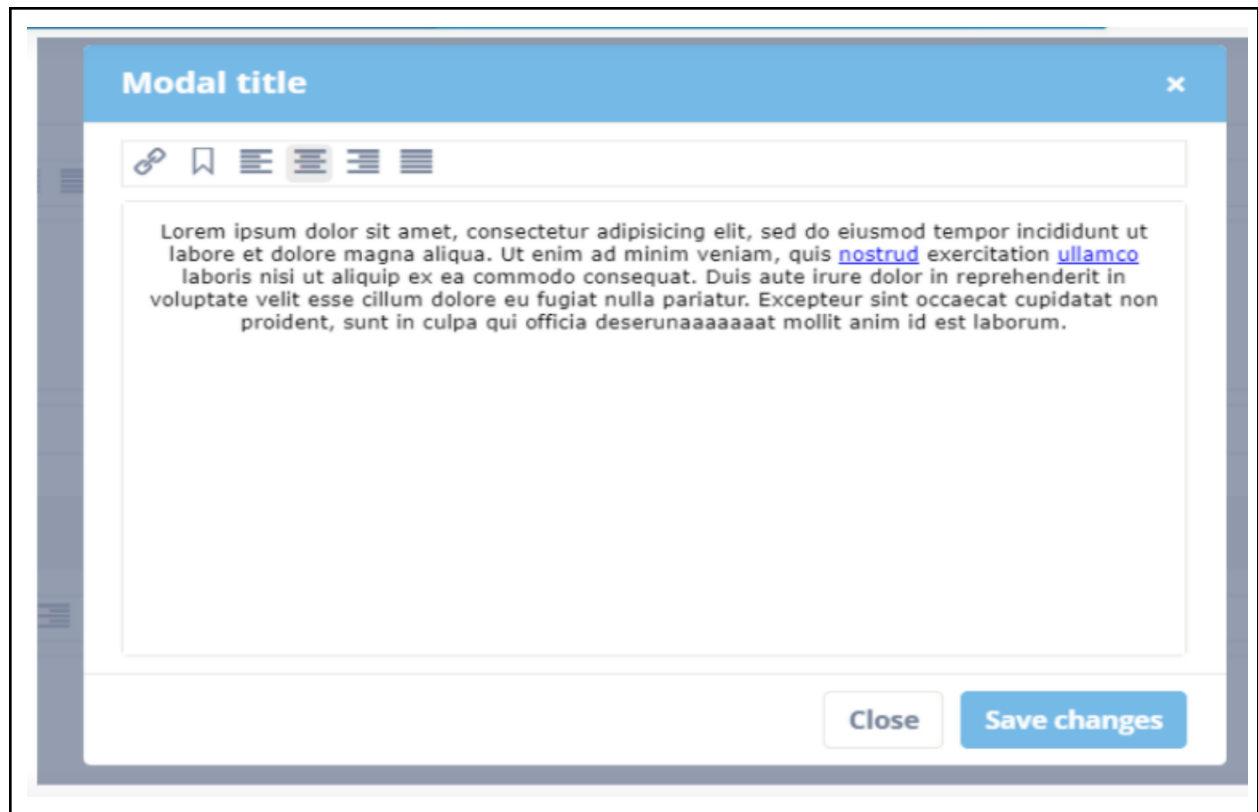 Modal title
×
Lorem ipsum dolor sit amet, consectetur adipisicing elit, sed do eiusmod tempor incididunt ut
labore et dolore magna aliqua. Ut enim ad minim veniam, quis nostrud exercitation ullamco
laboris nisi ut aliquip ex ea commodo consequat. Duis aute irure dolor in reprehenderit in
voluptate velit esse cillum dolore eu fugiat nulla pariatur. Excepteur sint occaecat cupidatat non
proident, sunt in culpa qui officia deserunaaaaaaat mollit anim id est laborum.
Close
Save changes